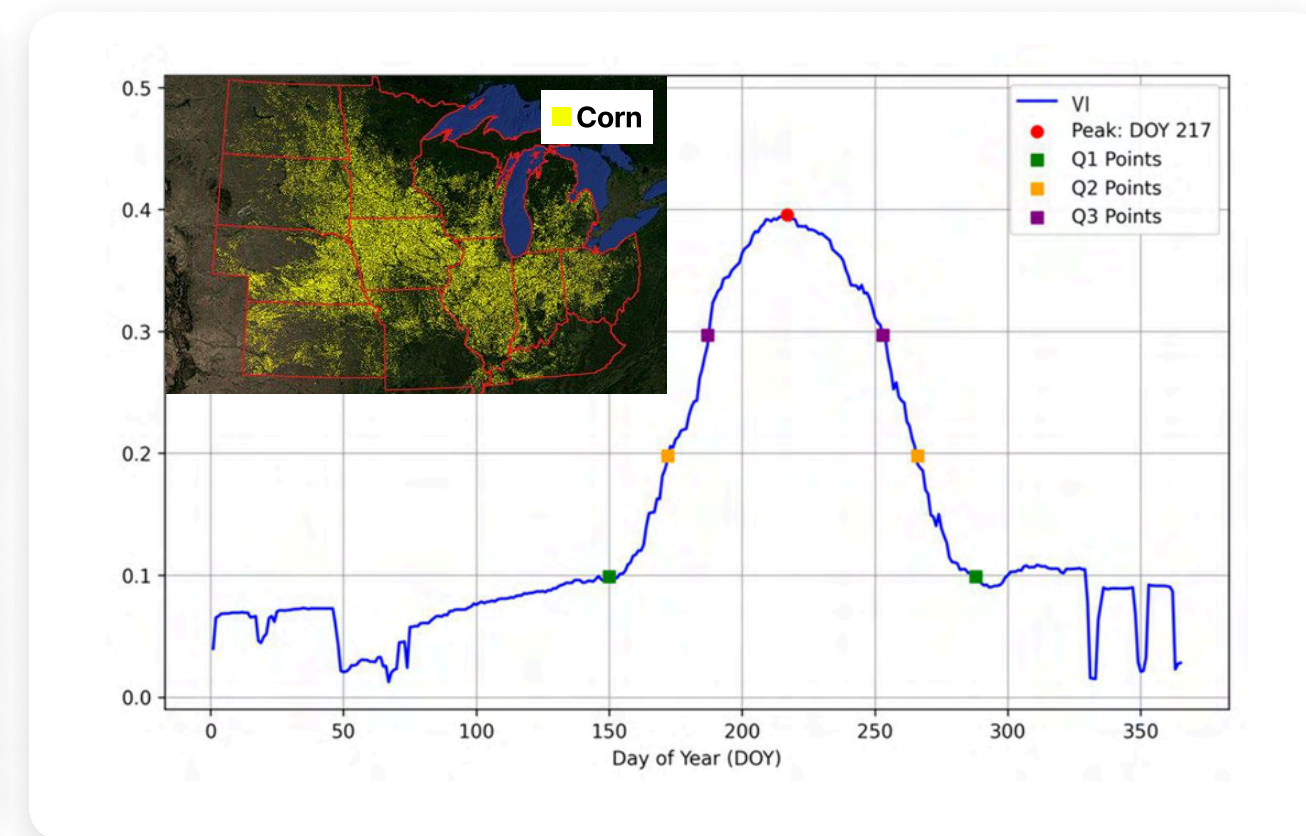 Corn
VI
Peak: DOY 217
Q1 Points
Q2 Points
Q3 Points
0.5
0.4
0.3
0.2
0.1
0.0
0 50 100 150 200 250 300 350
Day of Year (DOY)